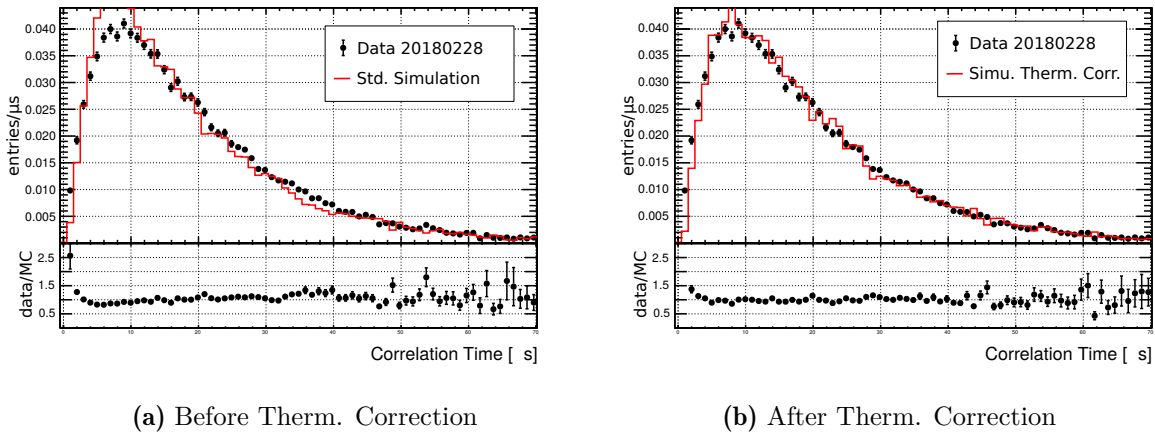 0.040
0.035
0.030
0.025
0.020
0.015
0.010
0.005
entries/µs
Data 20180228
Std. Simulation
2.5
1.5
0.5
data/MC
0 10 20 30 40 50 60 70
Correlation Time [ s]
(a) Before Therm. Correction
0.040
0.035
0.030
0.025
0.020
0.015
0.010
0.005
entries/µs
Data 20180228
Simu. Therm. Corr.
2.5
1.5
0.5
data/MC
0 10 20 30 40 50 60 70
Correlation Time [ s]
(b) After Therm. Correction